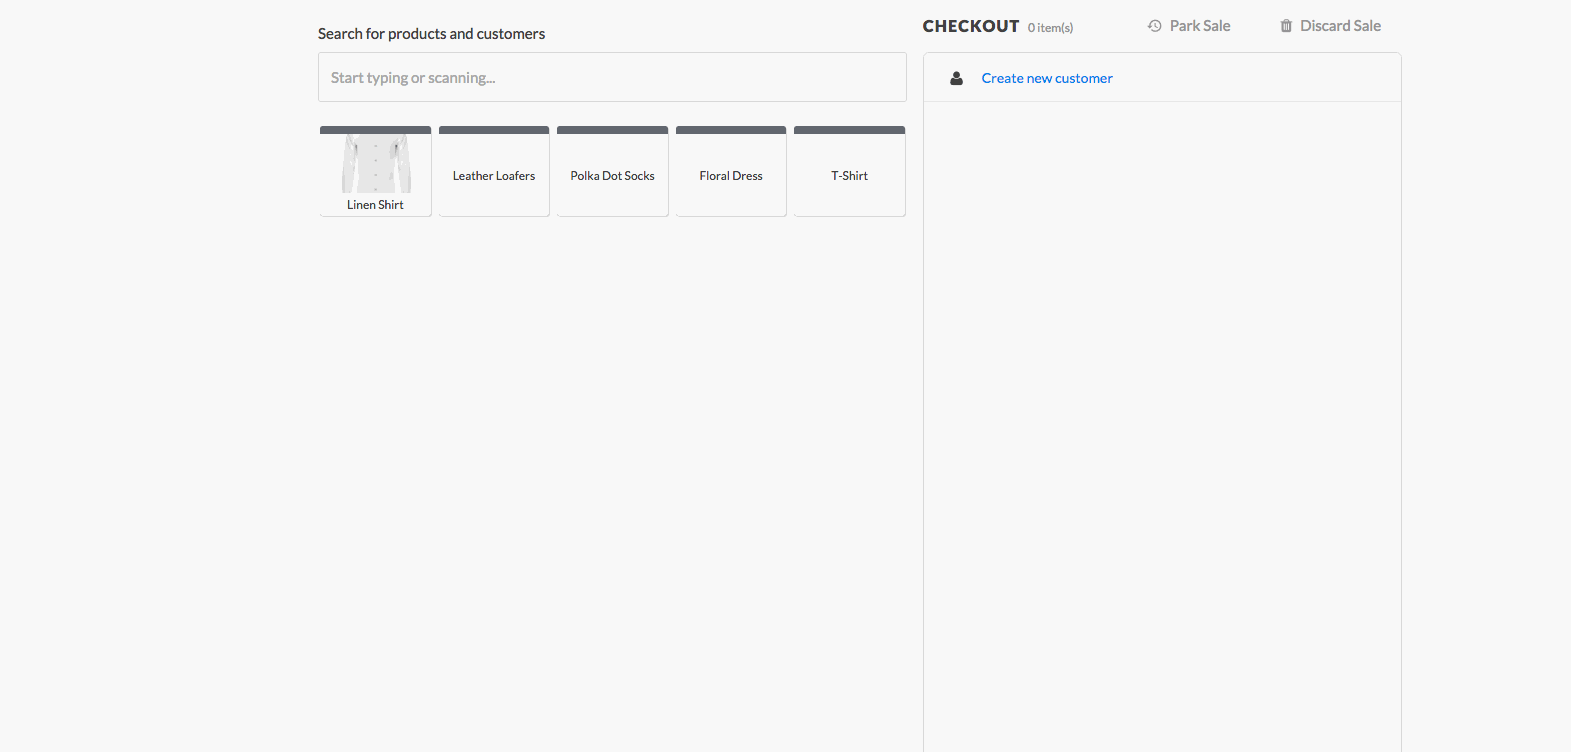 Search for products and customers
Start typing or scanning...
Linen Shirt
Leather Loafers
Polka Dot Socks
Floral Dress
T-Shirt
CHECKOUT 0 item(s) Park Sale Discard Sale
Create new customer